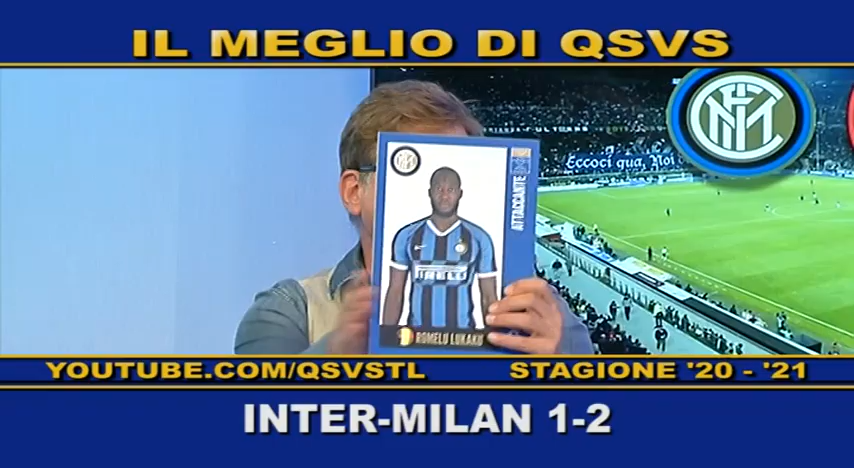 IL MEGLIO DI QSVS
ECCOCI qua, NOI
ATTACCANTE
PIRELLI
ROMELU LUKAKU
YOUTUBE.COM/QSVSTL
STAGIONE '20 - '21
INTER-MILAN 1-2